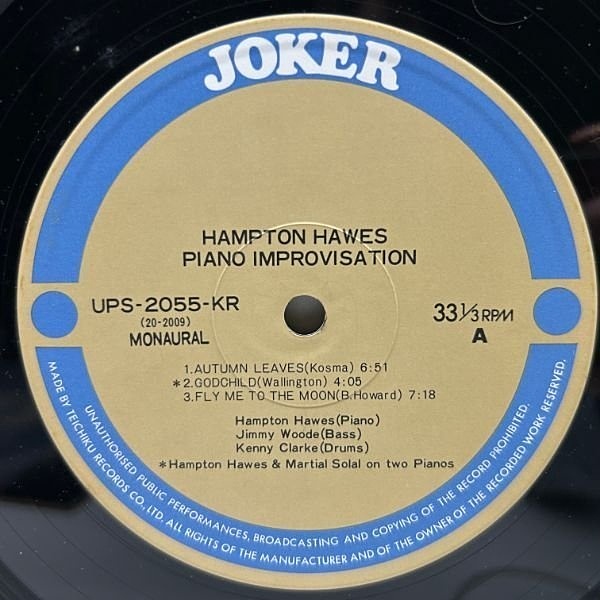 JOKER
HAMPTON HAWES
PIANO IMPROVISATION
UPS-2055-KR
(20-2009)
MONAURAL
33 1/3 RPM
A
1.AUTUMN LEAVES(Kosma) 6:51
*2.GODCHILD(Wallington) 4:05
3.FLY ME TO THE MOON(B.Howard) 7:18
Hampton Hawes(Piano)
Jimmy Woode(Bass)
Kenny Clarke(Drums)
*Hampton Hawes & Martial Solal on two Pianos
UNAUTHORISED PUBLIC PERFORMANCES, BROADCASTING AND COPYING OF THE RECORD PROHIBITED.
MADE BY TEICHIKU RECORDS CO., LTD. ALL RIGHTS OF THE MANUFACTURER AND OF THE OWNER OF THE RECORDED WORK RESERVED.